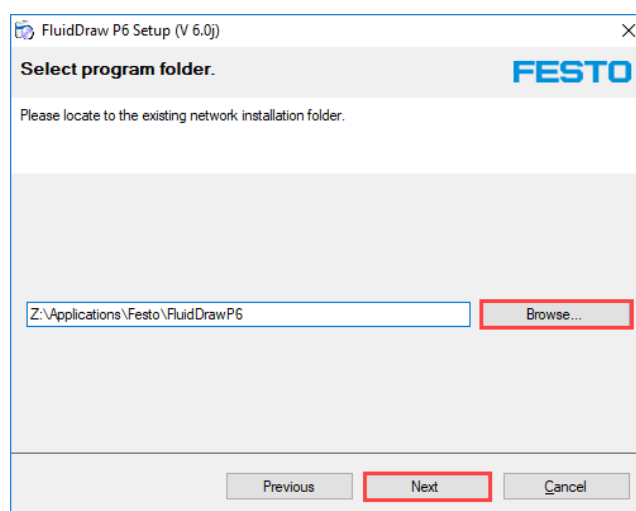 FluidDraw P6 Setup (V 6.0j)
Select program folder.
FESTO
Please locate to the existing network installation folder.
Z:\Applications\Festo\FluidDrawP6
Browse...
Previous
Next
Cancel